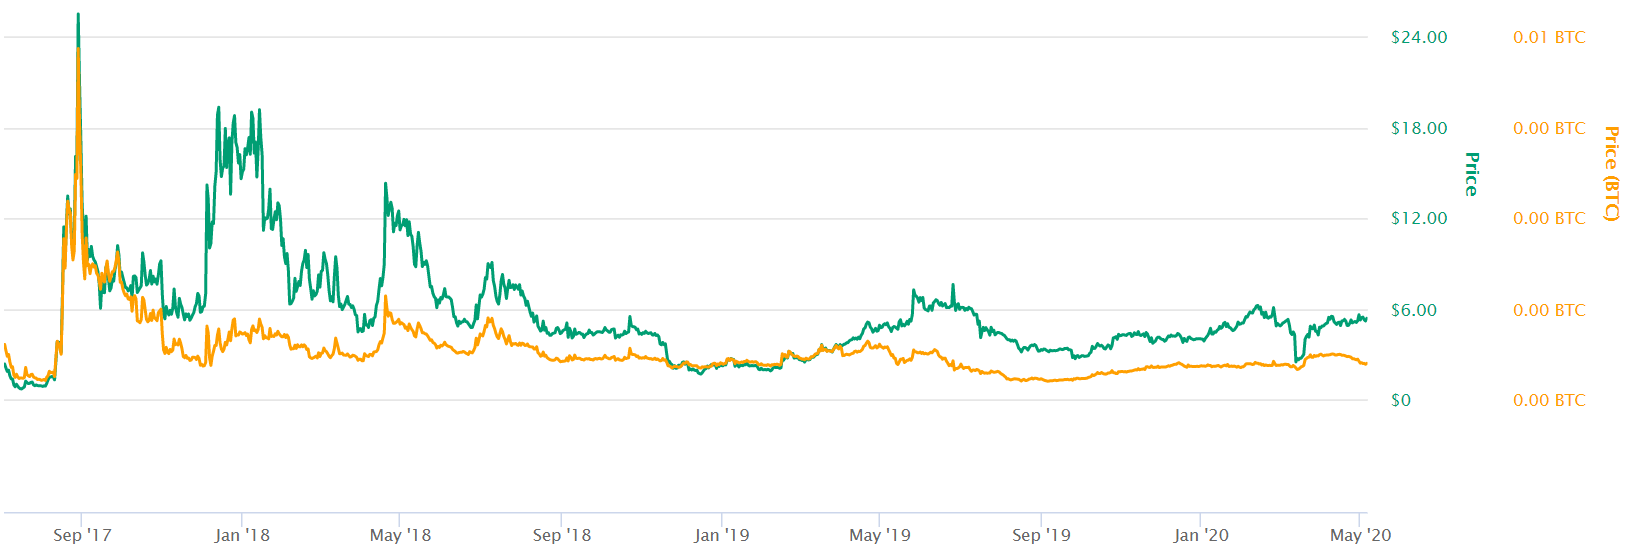 $24.00 0.01 BTC
$18.00 0.00 BTC
$12.00 0.00 BTC
$6.00 0.00 BTC
$0 0.00 BTC
Price
Price (BTC)
Sep '17 Jan '18 May '18 Sep '18 Jan '19 May '19 Sep '19 Jan '20 May '20